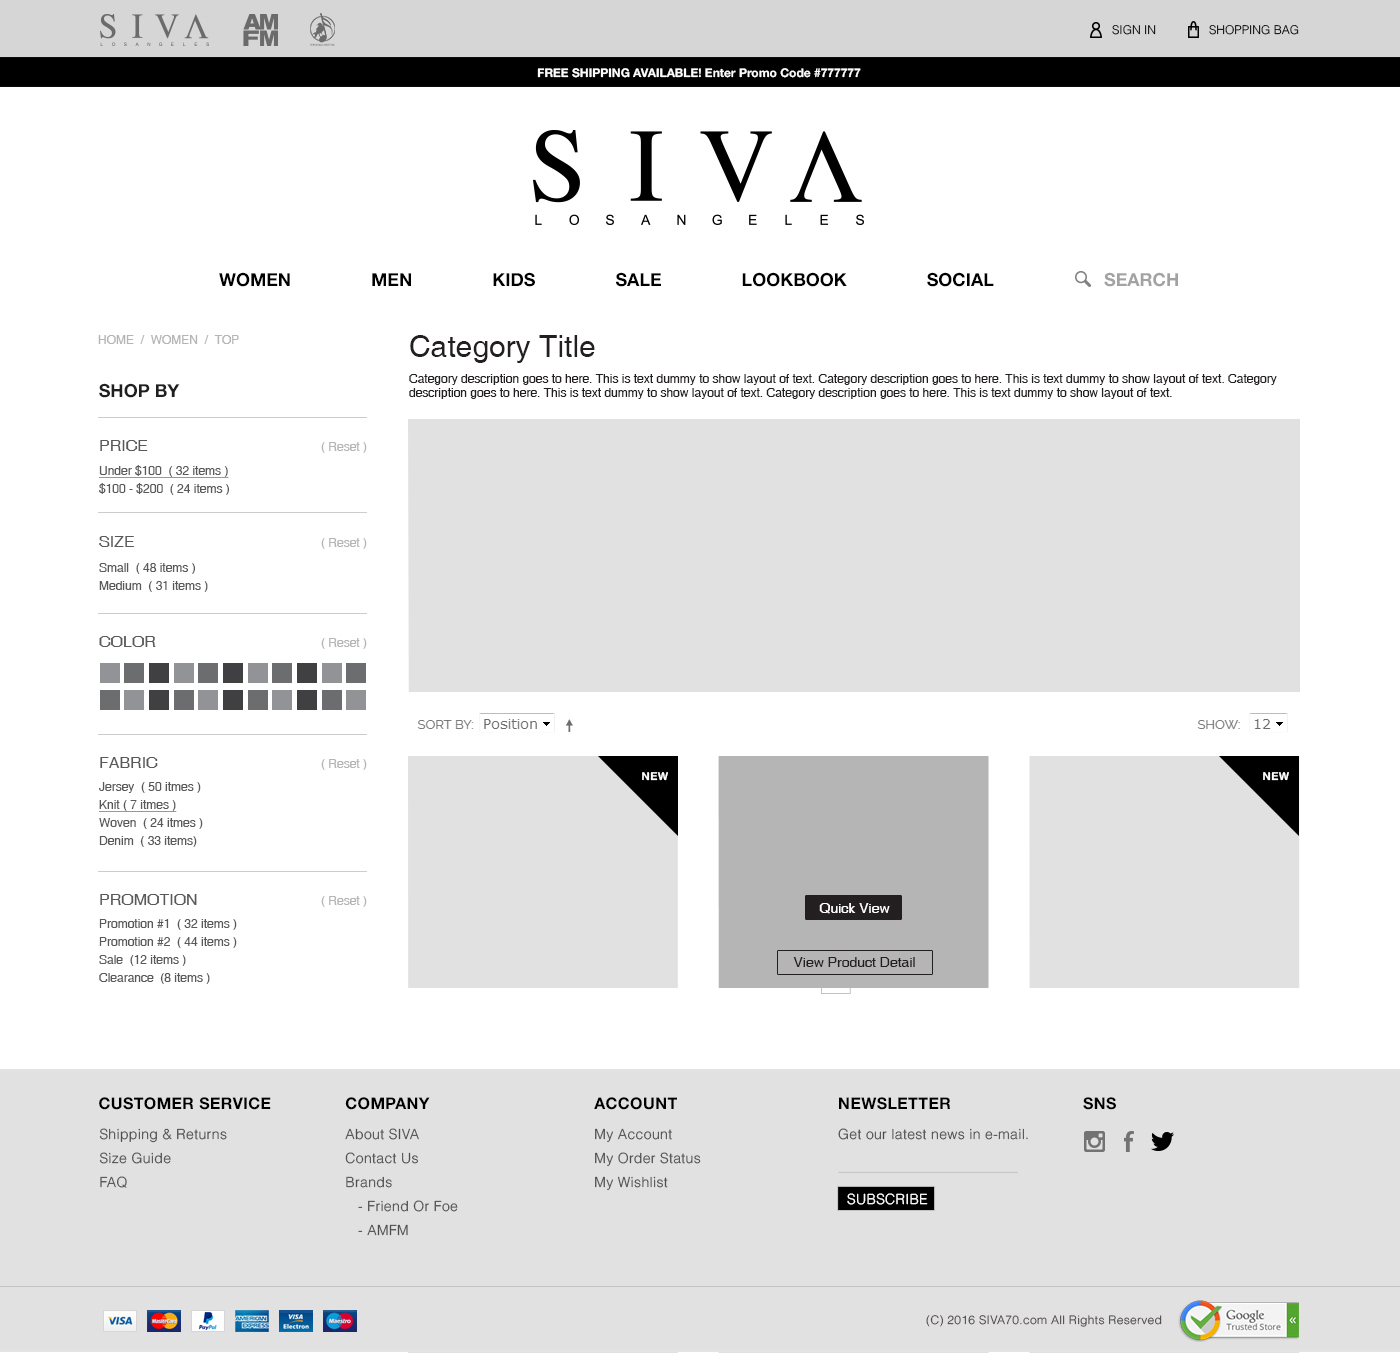 SIVA
LOSANGELES
AM
FM
SIGN IN
SHOPPING BAG
FREE SHIPPING AVAILABLE! Enter Promo Code #777777
SIVA
LOSANGELES
WOMEN
MEN
KIDS
SALE
LOOKBOOK
SOCIAL
SEARCH
HOME / WOMEN / TOP
SHOP BY
PRICE
( Reset )
Under $100 ( 32 items )
$100 - $200 ( 24 items )
SIZE
( Reset )
Small ( 48 items )
Medium ( 31 items )
COLOR
( Reset )
FABRIC
( Reset )
Jersey ( 50 itmes )
Knit ( 7 itmes )
Woven ( 24 itmes )
Denim ( 33 items)
PROMOTION
( Reset )
Promotion #1 ( 32 items )
Promotion #2 ( 44 items )
Sale (12 items )
Clearance (8 items )
Category Title
Category description goes to here. This is text dummy to show layout of text. Category description goes to here. This is text dummy to show layout of text. Category
description goes to here. This is text dummy to show layout of text. Category description goes to here. This is text dummy to show layout of text.
SORT BY: Position
SHOW: 12
NEW
Quick View
View Product Detail
NEW
CUSTOMER SERVICE
Shipping & Returns
Size Guide
FAQ
COMPANY
About SIVA
Contact Us
Brands
- Friend Or Foe
- AMFM
ACCOUNT
My Account
My Order Status
My Wishlist
NEWSLETTER
Get our latest news in e-mail.
SUBSCRIBE
SNS
VISA
MasterCard
PayPal
AMERICAN
EXPRESS
VISA
Electron
Maestro
(C) 2016 SIVA70.com All Rights Reserved
Google
Trusted Store
«